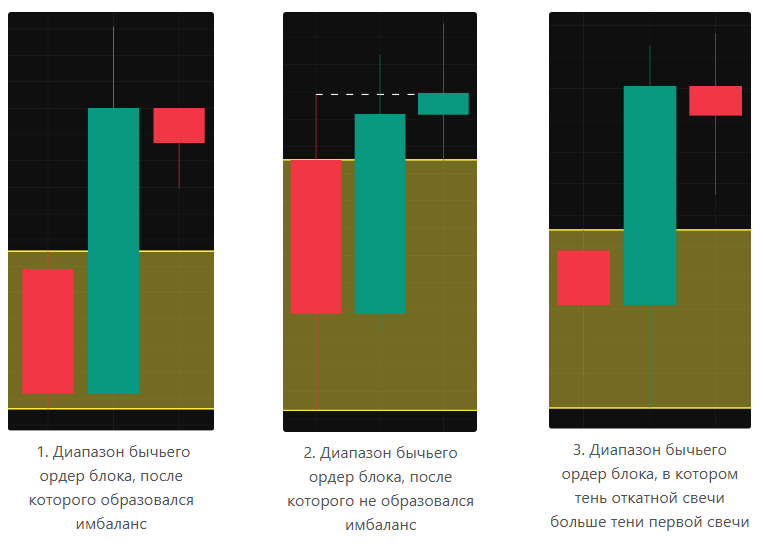 1. Диапазон бычьего
ордер блока, после
которого образовался
имбаланс
2. Диапазон бычьего
ордер блока, после
которого не образовался
имбаланс
3. Диапазон бычьего
ордер блока, в котором
тень откатной свечи
больше тени первой свечи